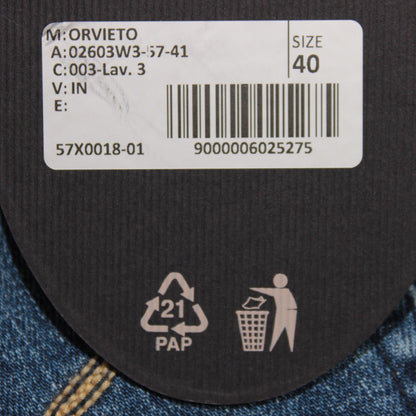 M: ORVIETO
A: 02603W3-57-41
C: 003-Lav. 3
V: IN
E:
SIZE
40
57X0018-01
9000006025275
21
PAP